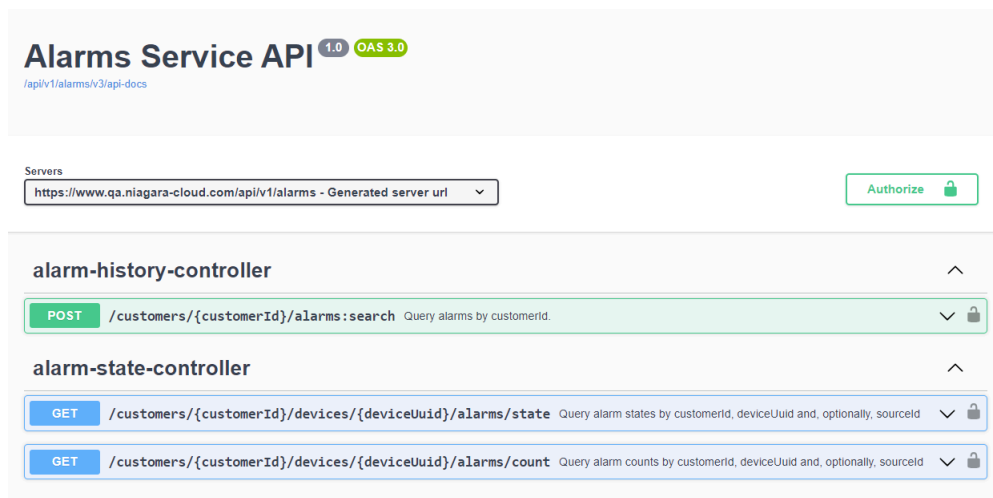 Alarms Service API 1.0 OAS 3.0
/api/v1/alarms/v3/api-docs
Servers
https://www.qa.niagara-cloud.com/api/v1/alarms - Generated server url
Authorize
alarm-history-controller
POST /customers/{customerId}/alarms:search Query alarms by customerId.
alarm-state-controller
GET /customers/{customerId}/devices/{deviceUuid}/alarms/state Query alarm states by customerId, deviceUuid and, optionally, sourceId
GET /customers/{customerId}/devices/{deviceUuid}/alarms/count Query alarm counts by customerId, deviceUuid and, optionally, sourceId